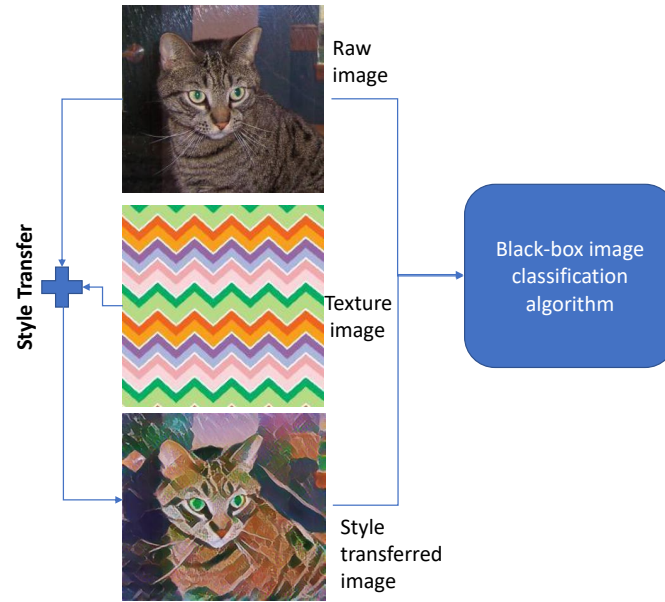 Raw
image
Style Transfer
Texture
image
Black-box image
classification
algorithm
Style
transferred
image